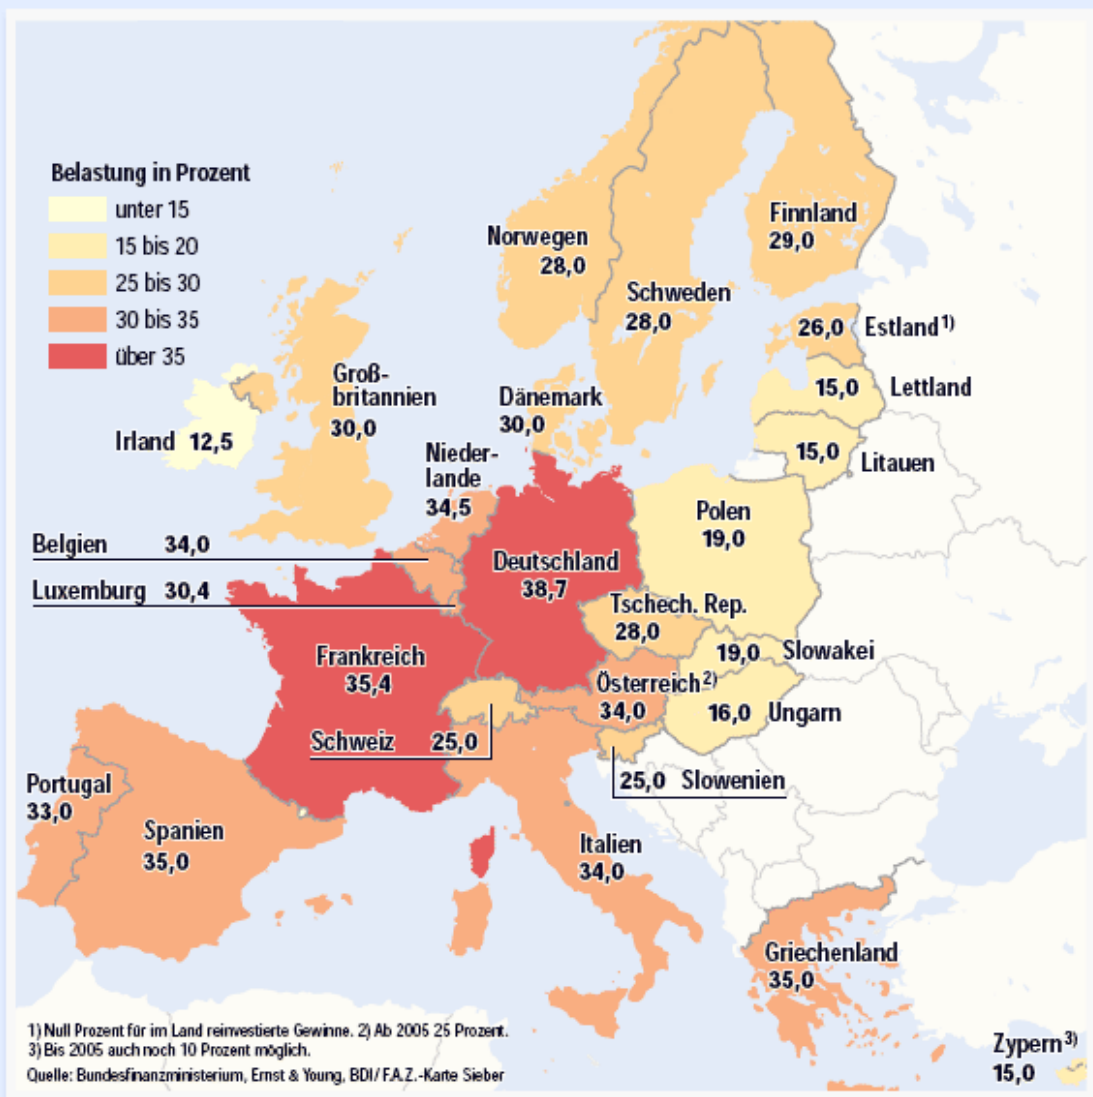 Belastung in Prozent
unter 15
15 bis 20
25 bis 30
30 bis 35
über 35
Norwegen
28,0
Schweden
28,0
Finnland
29,0
26,0 Estland1)
15,0 Lettland
15,0 Litauen
Groß-
britannien
30,0
Irland 12,5
Dänemark
30,0
Nieder-
lande
34,5
Belgien 34,0
Luxemburg 30,4
Deutschland
38,7
Polen
19,0
Tschech. Rep.
28,0
19,0 Slowakei
Frankreich
35,4
Österreich2)
34,0
16,0 Ungarn
Schweiz 25,0
25,0 Slowenien
Portugal
33,0
Spanien
35,0
Italien
34,0
Griechenland
35,0
Zypern3)
15,0
1) Null Prozent für im Land reinvestierte Gewinne. 2) Ab 2005 25 Prozent.
3) Bis 2005 auch noch 10 Prozent möglich.
Quelle: Bundesfinanzministerium, Ernst & Young, BDI/ F.A.Z.-Karte Sieber